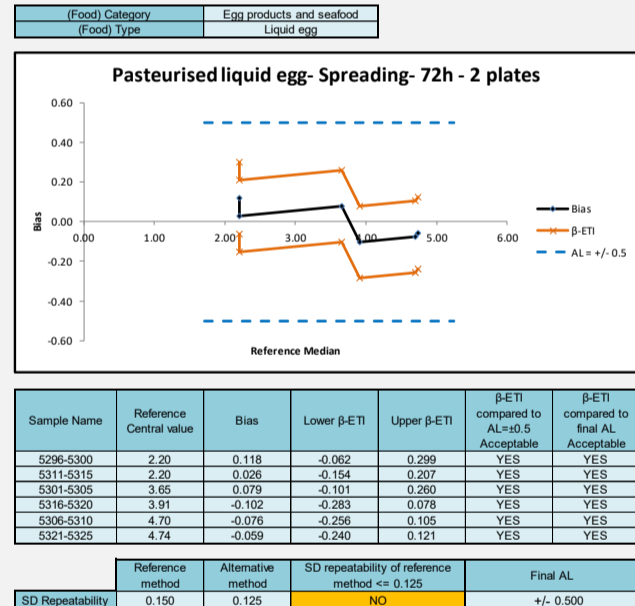 (Food) Category Egg products and seafood
(Food) Type Liquid egg
Pasteurised liquid egg- Spreading- 72h - 2 plates
0.60
0.40
0.20
0.00
-0.20
-0.40
-0.60
Bias
0.00 2.00 3.00 4.00 5.00 6.00
Reference Median
Bias
β-ETI
AL= +/- 0.5
Sample Name Reference Central value Bias Lower β-ETI Upper β-ETI β-ETI compared to AL=±0.5 Acceptable β-ETI compared to final AL Acceptable
5296-5300 2.20 0.118 -0.062 0.299 YES YES
5311-5315 2.20 0.026 -0.154 0.207 YES YES
5301-5305 3.65 0.079 -0.101 0.260 YES YES
5316-5320 3.91 -0.102 -0.283 0.078 YES YES
5306-5310 4.70 -0.076 -0.256 0.105 YES YES
5321-5325 4.74 -0.059 -0.240 0.121 YES YES
Reference method Alternative method SD repeatability of reference method <= 0.125 Final AL
SD Repeatability 0.150 0.125 NO +/- 0.500